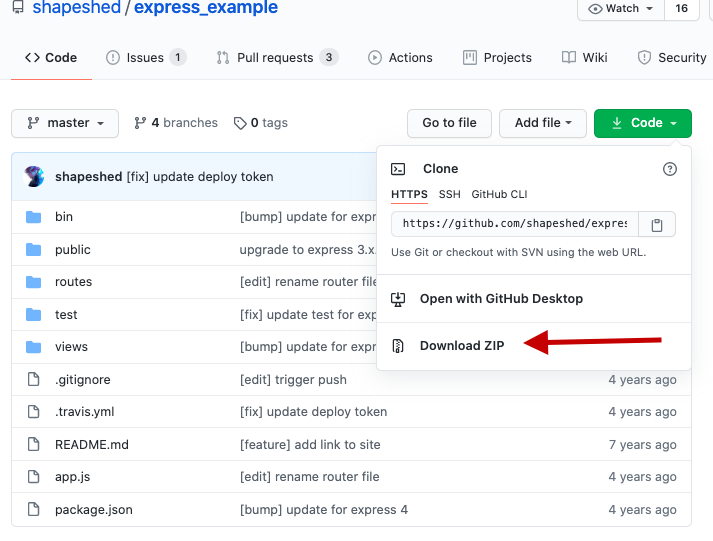 shapeshed / express_example
Watch 16
Code Issues 1 Pull requests 3 Actions Projects Wiki Security
master 4 branches 0 tags Go to file Add file Code
Clone
HTTPS SSH GitHub CLI
https://github.com/shapeshed/expres
Use Git or checkout with SVN using the web URL.
Open with GitHub Desktop
Download ZIP
shapeshed [fix] update deploy token
bin [bump] update for expr
public upgrade to express 3.x.
routes [edit] rename router file
test [fix] update test for exp
views [bump] update for expr
.gitignore [edit] trigger push 4 years ago
.travis.yml [fix] update deploy token 4 years ago
README.md [feature] add link to site 7 years ago
app.js [edit] rename router file 4 years ago
package.json [bump] update for express 4 4 years ago